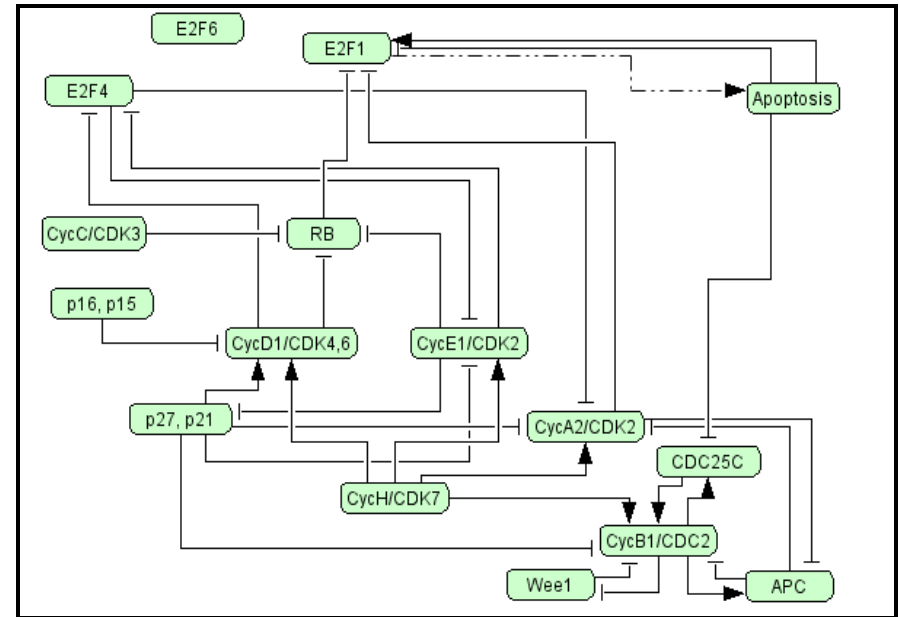 E2F6
E2F1
E2F4
Apoptosis
CycC/CDK3
RB
p16, p15
CycD1/CDK4,6
CycE1/CDK2
p27, p21
CycA2/CDK2
CDC25C
CycH/CDK7
CycB1/CDC2
Wee1
APC